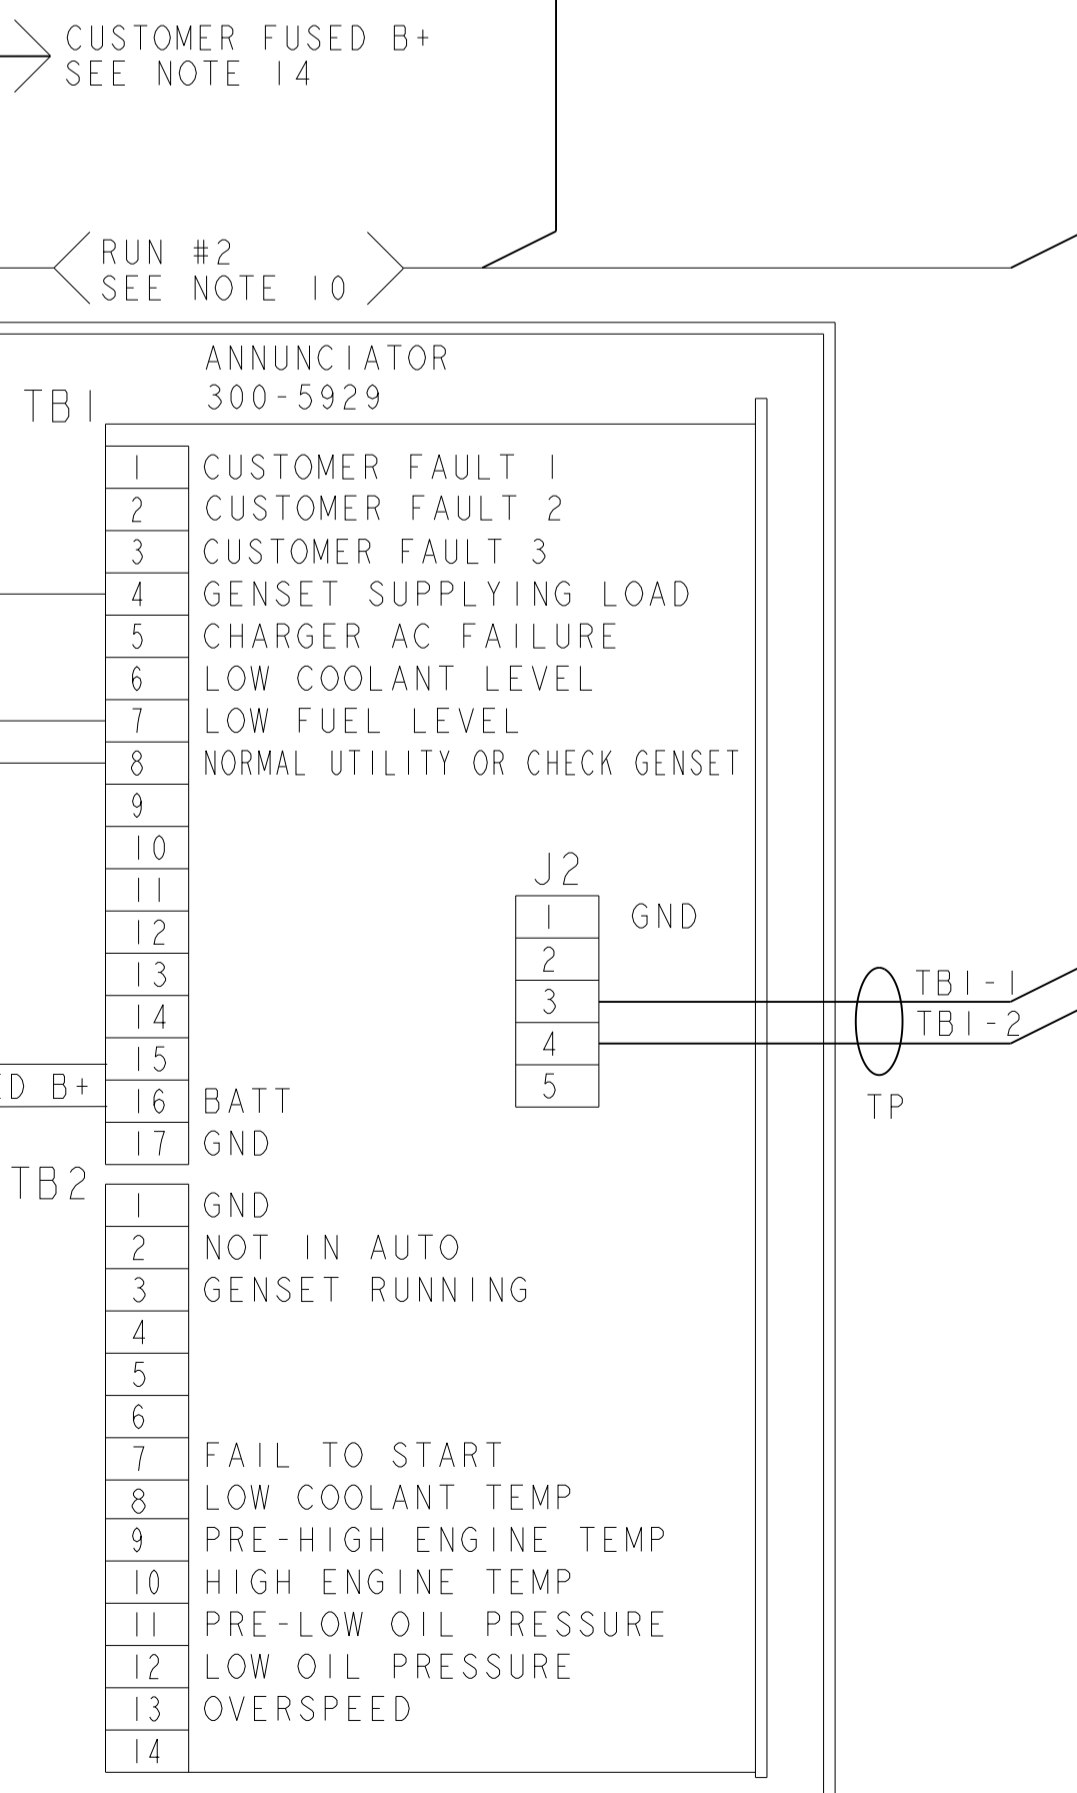 CUSTOMER FUSED B+
SEE NOTE 14
RUN #2
SEE NOTE 10
ANNUNCIATOR
300-5929
TB1
1 CUSTOMER FAULT 1
2 CUSTOMER FAULT 2
3 CUSTOMER FAULT 3
4 GENSET SUPPLYING LOAD
5 CHARGER AC FAILURE
6 LOW COOLANT LEVEL
7 LOW FUEL LEVEL
8 NORMAL UTILITY OR CHECK GENSET
9
10
11
12
13
14
15
16 BATT
17 GND
J2
1 GND
2
3
4
5
TB1-1
TB1-2
TP
ED B+
TB2
1 GND
2 NOT IN AUTO
3 GENSET RUNNING
4
5
6
7 FAIL TO START
8 LOW COOLANT TEMP
9 PRE-HIGH ENGINE TEMP
10 HIGH ENGINE TEMP
11 PRE-LOW OIL PRESSURE
12 LOW OIL PRESSURE
13 OVERSPEED
14